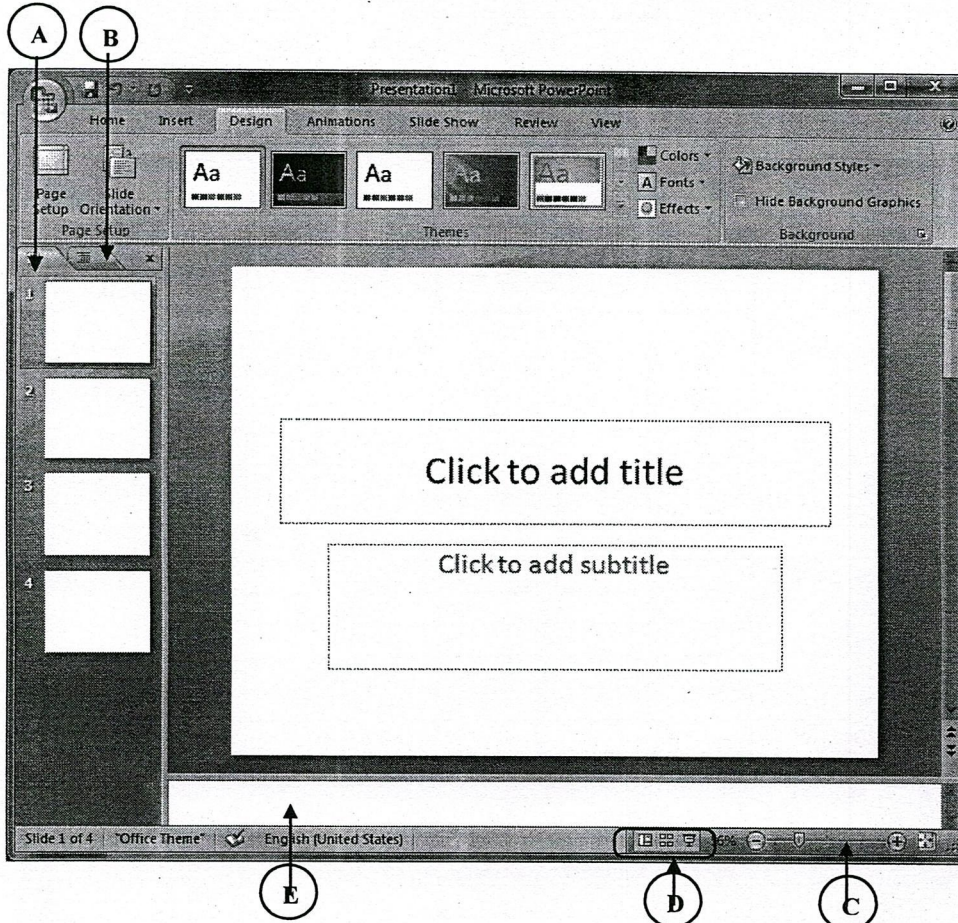 A B
Presentation1 - Microsoft PowerPoint
Home Insert Design Animations Slide Show Review View
Aa Aa Aa Aa Aa
Colors
A Fonts
Effects
Page Setup
Slide Orientation
Background Styles
Hide Background Graphics
Page Setup Themes Background
1
2
3
4
Click to add title
Click to add subtitle
Slide 1 of 4 "Office Theme" English (United States)
E D C